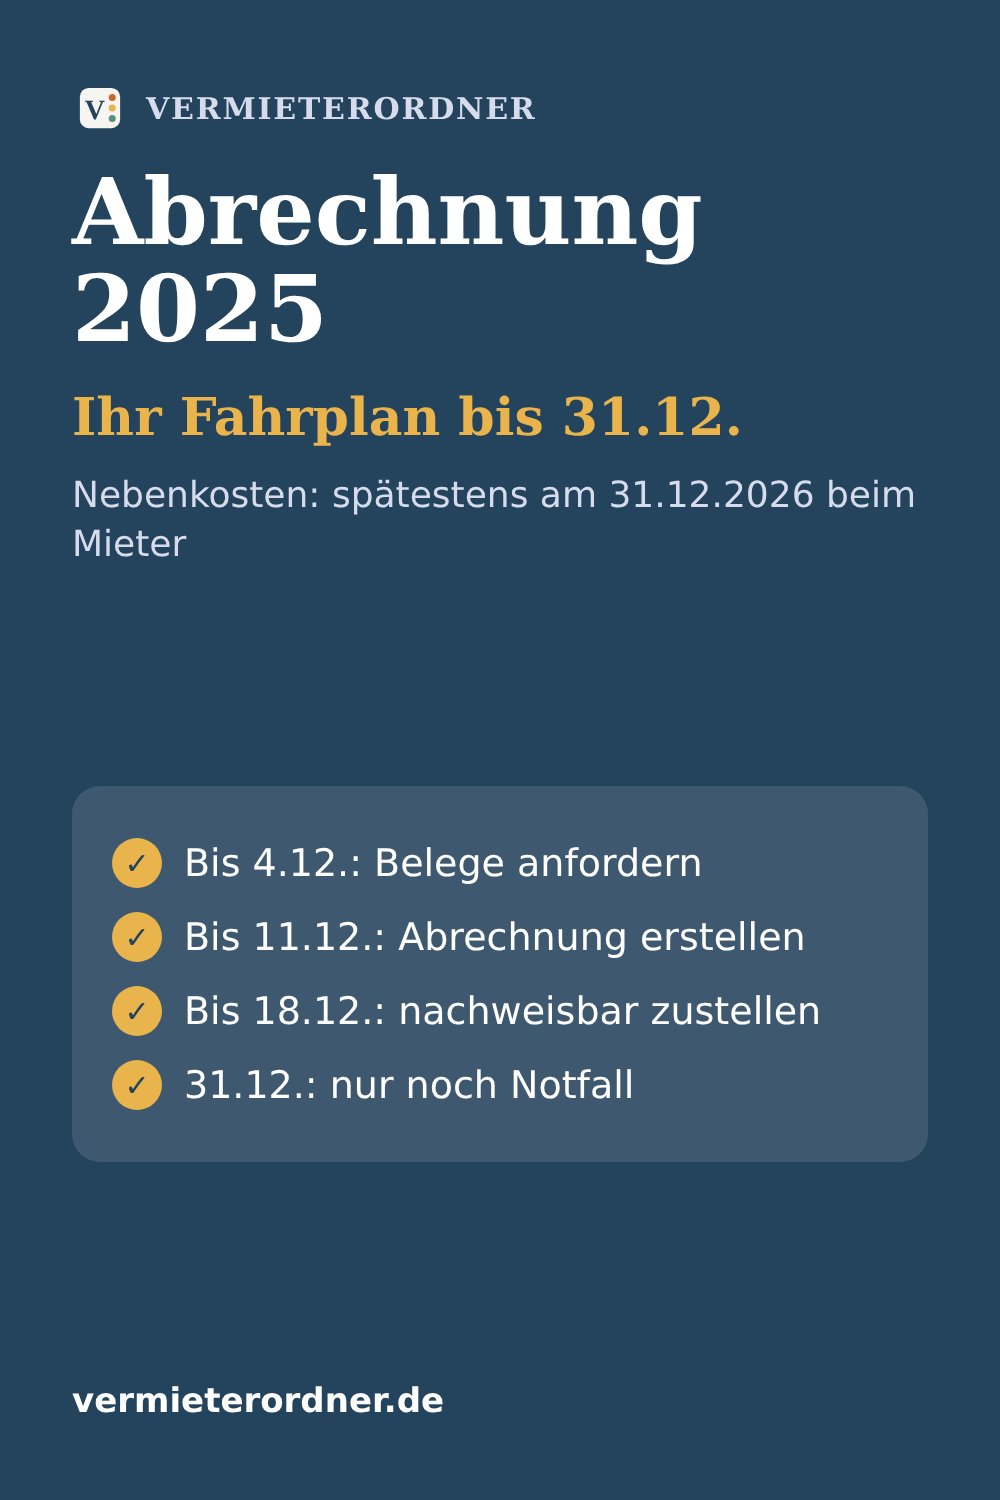 V
VERMIETERORDNER
Abrechnung
2025
Ihr Fahrplan bis 31.12.
Nebenkosten: spätestens am 31.12.2026 beim
Mieter
✓ Bis 4.12.: Belege anfordern
✓ Bis 11.12.: Abrechnung erstellen
✓ Bis 18.12.: nachweisbar zustellen
✓ 31.12.: nur noch Notfall
vermieterordner.de